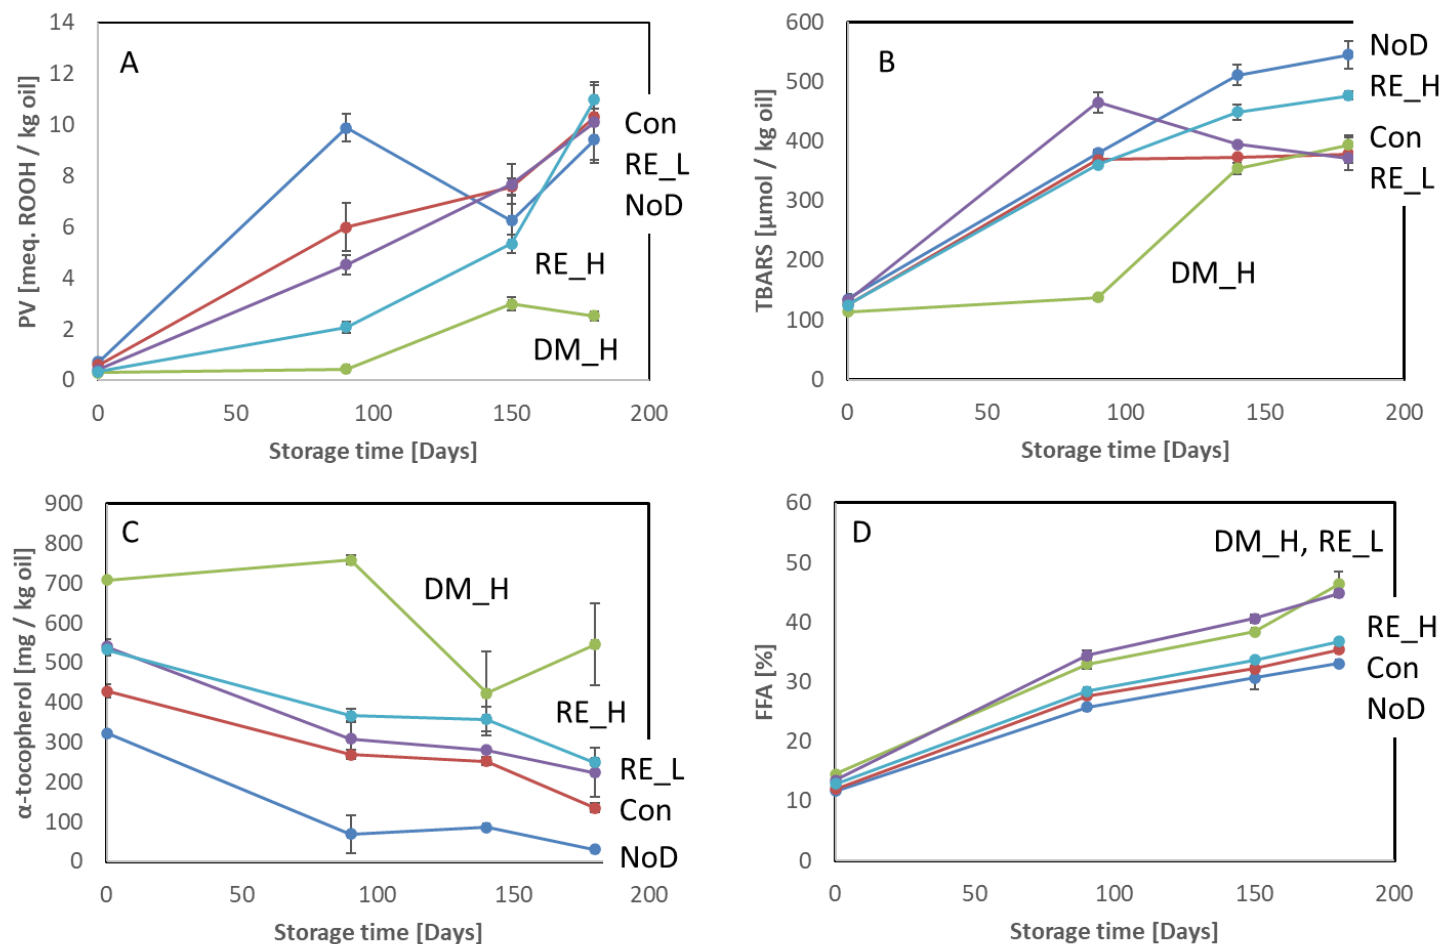 A
PV [meq. ROOH / kg oil]
14
12
10
8
6
4
2
0
Con
RE_L
NoD
RE_H
DM_H
0 50 100 150 200
Storage time [Days]
B
TBARS [µmol / kg oil]
600
500
400
300
200
100
0
NoD
RE_H
Con
RE_L
DM_H
0 50 100 150 200
Storage time [Days]
C
α-tocopherol [mg / kg oil]
900
800
700
600
500
400
300
200
100
0
DM_H
RE_H
RE_L
Con
NoD
0 50 100 150 200
Storage time [Days]
D
FFA [%]
60
50
40
30
20
10
0
DM_H, RE_L
RE_H
Con
NoD
0 50 100 150 200
Storage time [Days]